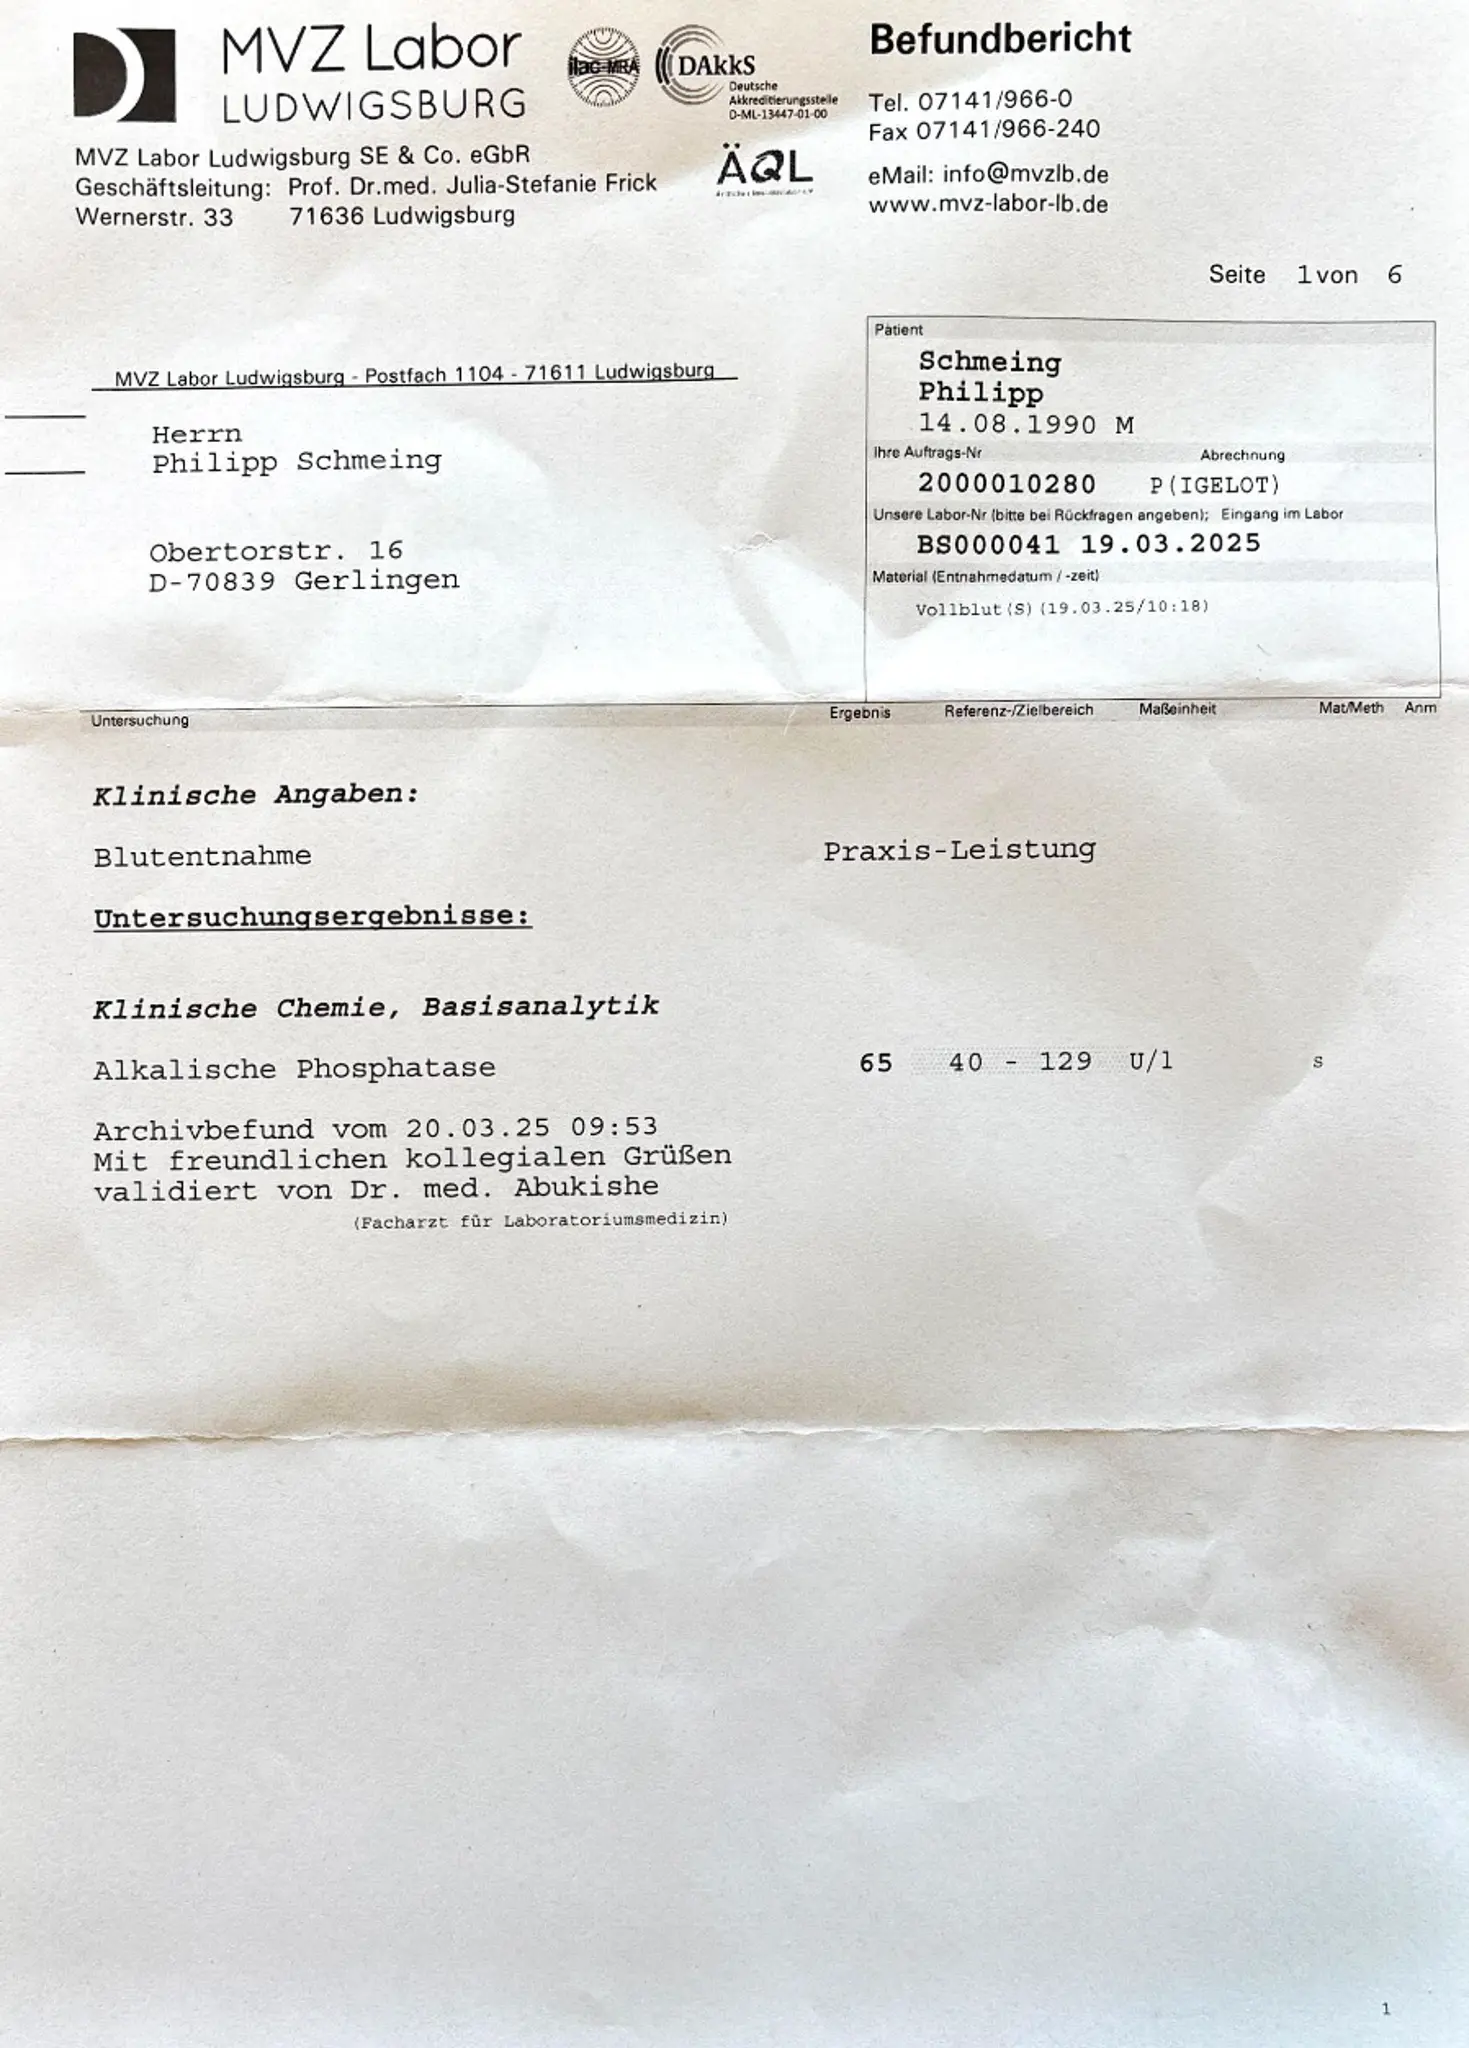 MVZ Labor
LUDWIGSBURG
ilac-MRA
DAkkS
Deutsche
Akkreditierungsstelle
D-ML-13447-01-00
Befundbericht
Tel. 07141/966-0
Fax 07141/966-240
eMail: info@mvzlb.de
www.mvz-labor-lb.de
MVZ Labor Ludwigsburg SE & Co. eGbR
Geschäftsleitung: Prof. Dr.med. Julia-Stefanie Frick
Wernerstr. 33 71636 Ludwigsburg
ÄQL
Seite 1von 6
MVZ Labor Ludwigsburg - Postfach 1104 - 71611 Ludwigsburg
Herrn
Philipp Schmeing
Obertorstr. 16
D-70839 Gerlingen
Patient
Schmeing
Philipp
14.08.1990 M
Ihre Auftrags-Nr Abrechnung
2000010280 P(IGELOT)
Unsere Labor-Nr (bitte bei Rückfragen angeben); Eingang im Labor
BS000041 19.03.2025
Material (Entnahmedatum / -zeit)
Vollblut(S) (19.03.25/10:18)
Untersuchung Ergebnis Referenz-/Zielbereich Maßeinheit Mat/Meth Anm
Klinische Angaben:
Blutentnahme Praxis-Leistung
Untersuchungsergebnisse:
Klinische Chemie, Basisanalytik
Alkalische Phosphatase 65 40 - 129 U/l s
Archivbefund vom 20.03.25 09:53
Mit freundlichen kollegialen Grüßen
validiert von Dr. med. Abukishe
(Facharzt für Laboratoriumsmedizin)
1